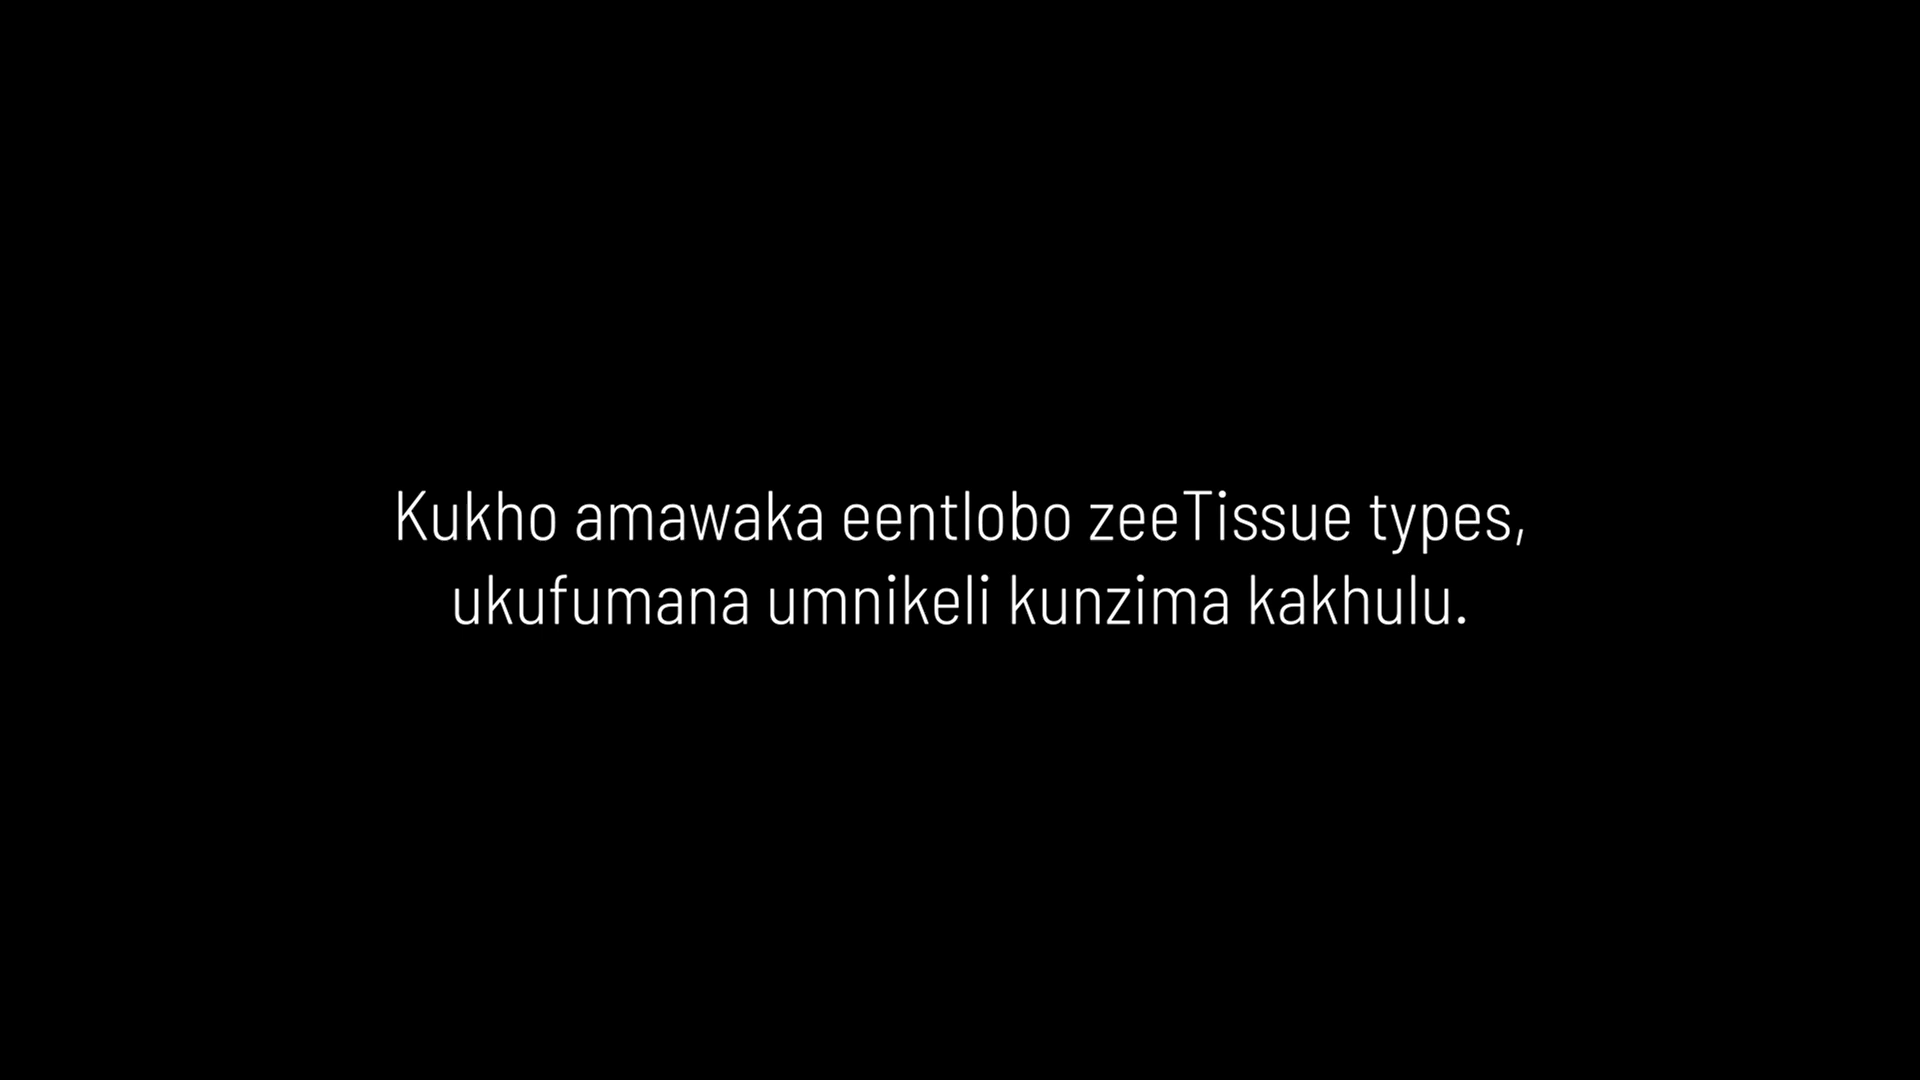 Kukho amawaka eentlobo zeeTissue types,
ukufumana umnikeli kunzima kakhulu.